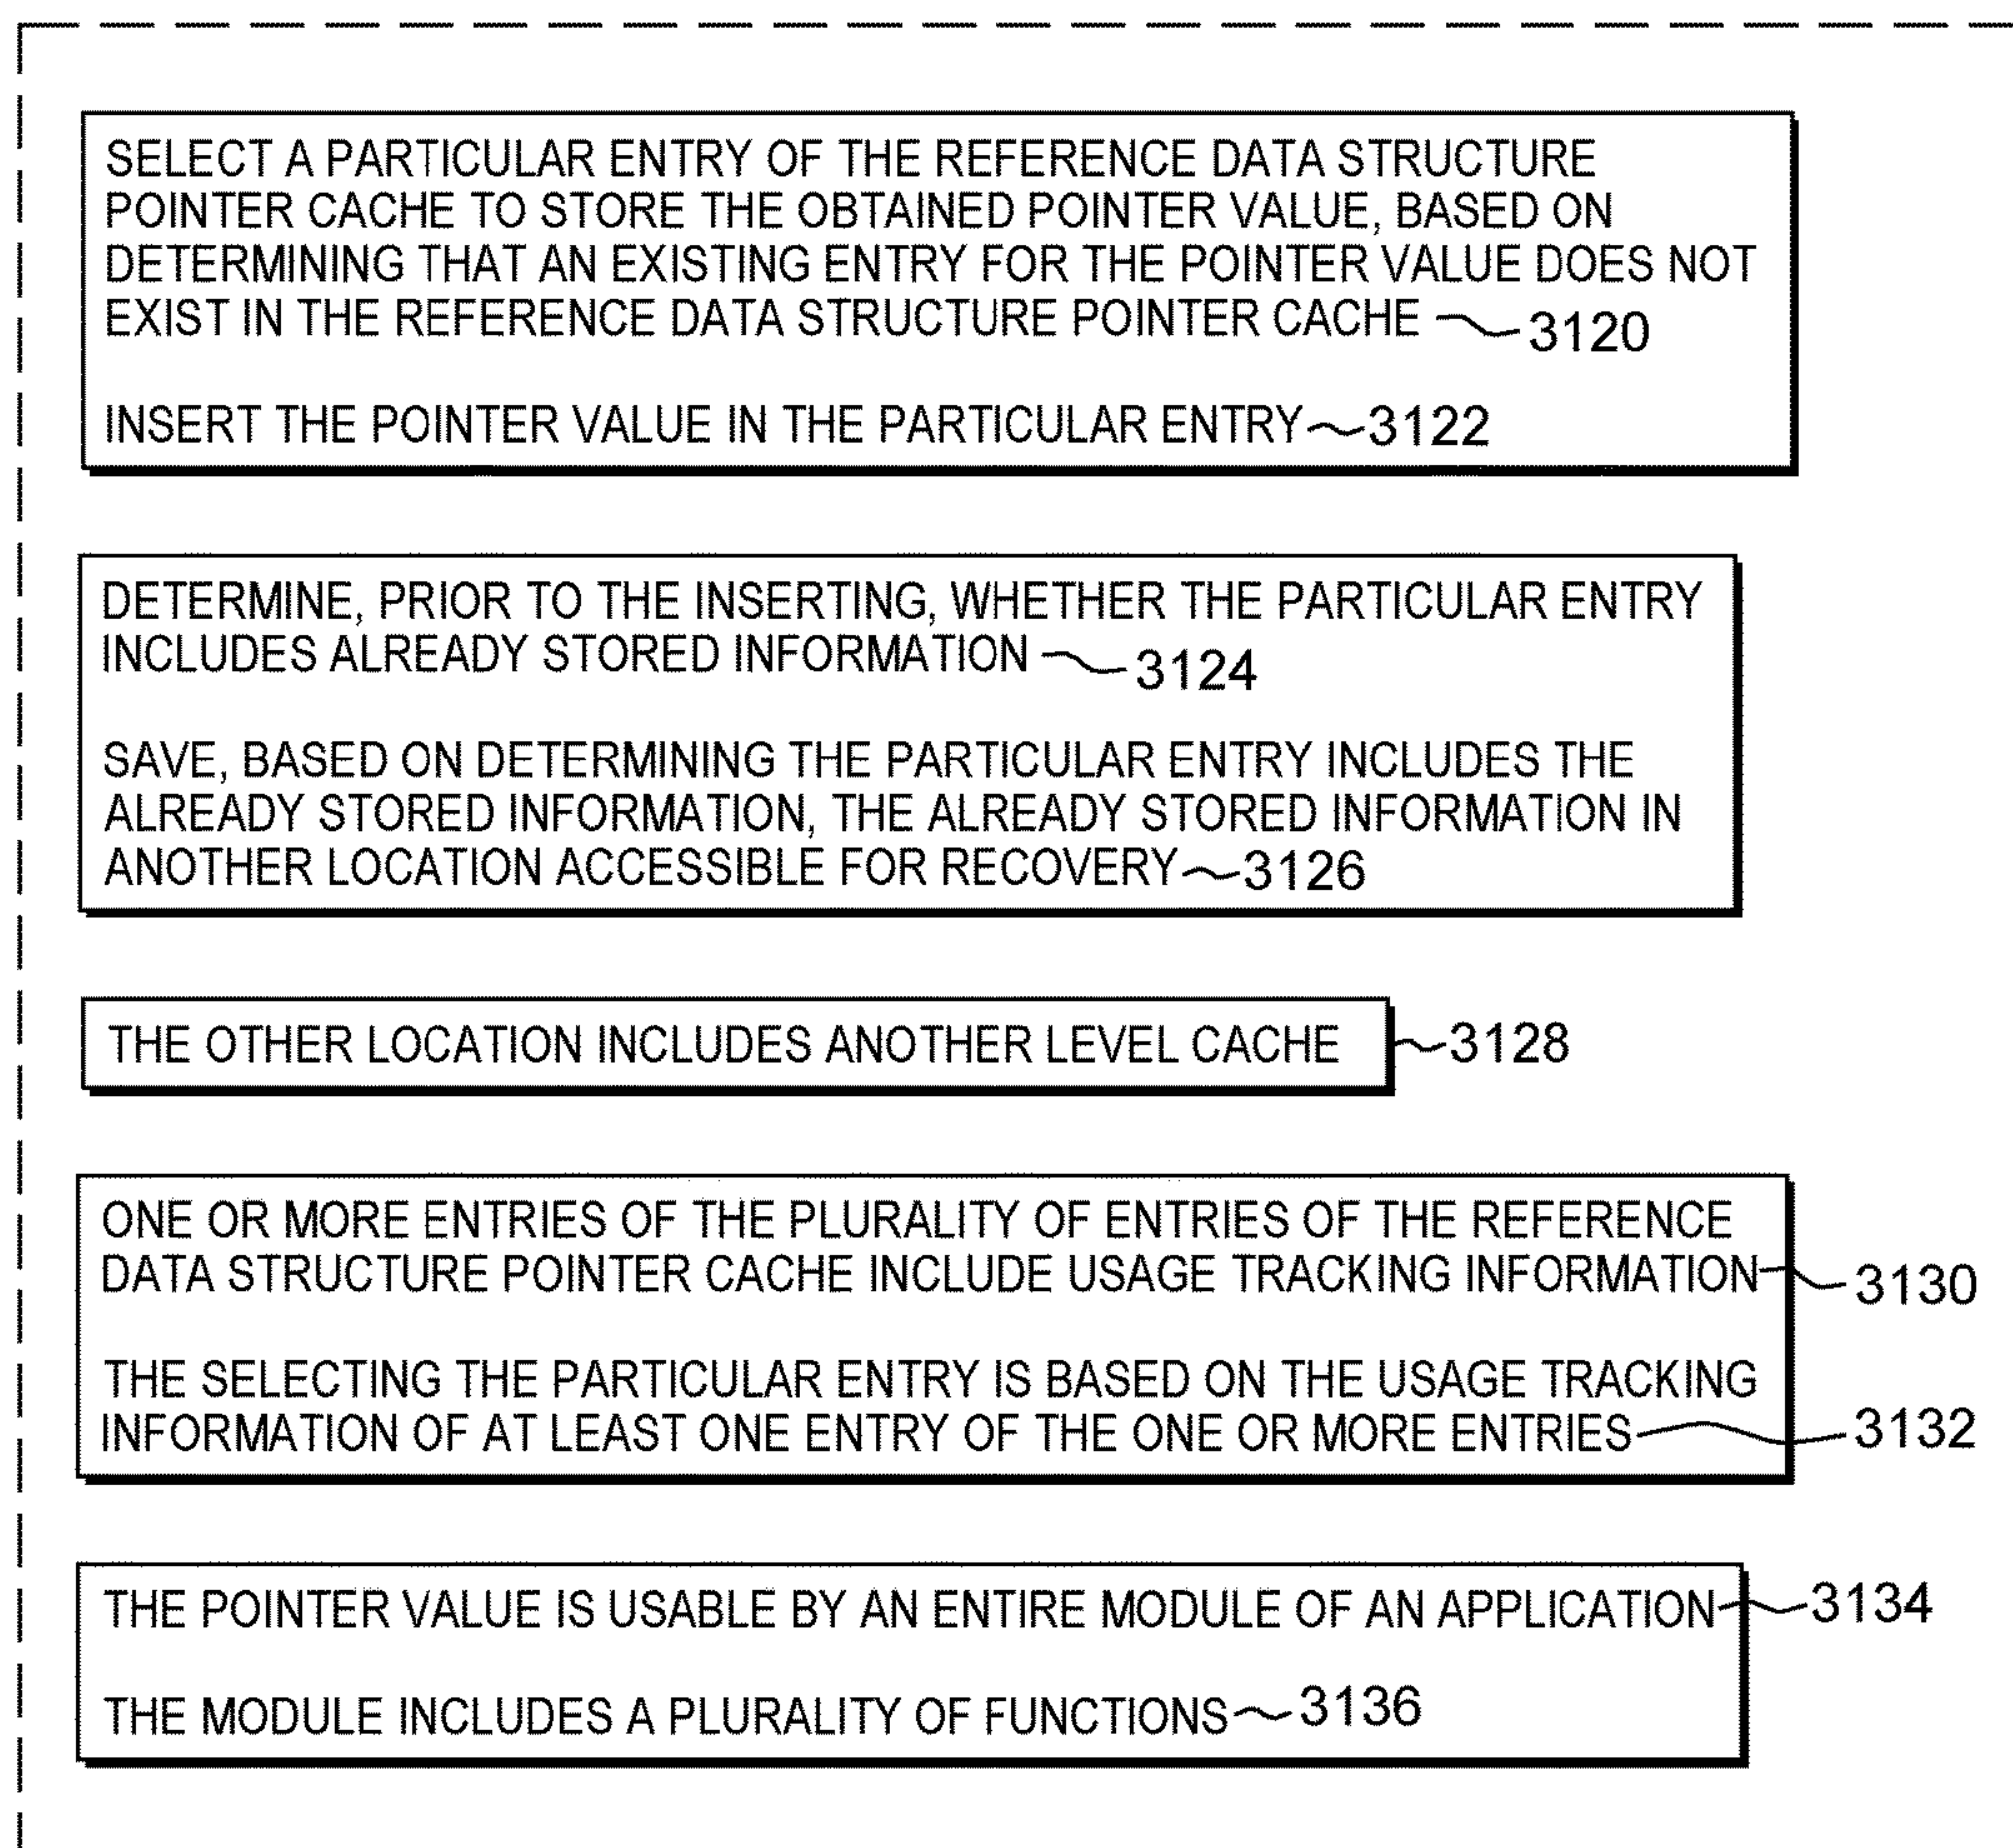 SELECT A PARTICULAR ENTRY OF THE REFERENCE DATA STRUCTURE
POINTER CACHE TO STORE THE OBTAINED POINTER VALUE, BASED ON
DETERMINING THAT AN EXISTING ENTRY FOR THE POINTER VALUE DOES NOT
EXIST IN THE REFERENCE DATA STRUCTURE POINTER CACHE 3120
INSERT THE POINTER VALUE IN THE PARTICULAR ENTRY 3122
DETERMINE, PRIOR TO THE INSERTING, WHETHER THE PARTICULAR ENTRY
INCLUDES ALREADY STORED INFORMATION 3124
SAVE, BASED ON DETERMINING THE PARTICULAR ENTRY INCLUDES THE
ALREADY STORED INFORMATION, THE ALREADY STORED INFORMATION IN
ANOTHER LOCATION ACCESSIBLE FOR RECOVERY 3126
THE OTHER LOCATION INCLUDES ANOTHER LEVEL CACHE 3128
ONE OR MORE ENTRIES OF THE PLURALITY OF ENTRIES OF THE REFERENCE
DATA STRUCTURE POINTER CACHE INCLUDE USAGE TRACKING INFORMATION 3130
THE SELECTING THE PARTICULAR ENTRY IS BASED ON THE USAGE TRACKING
INFORMATION OF AT LEAST ONE ENTRY OF THE ONE OR MORE ENTRIES 3132
THE POINTER VALUE IS USABLE BY AN ENTIRE MODULE OF AN APPLICATION 3134
THE MODULE INCLUDES A PLURALITY OF FUNCTIONS 3136